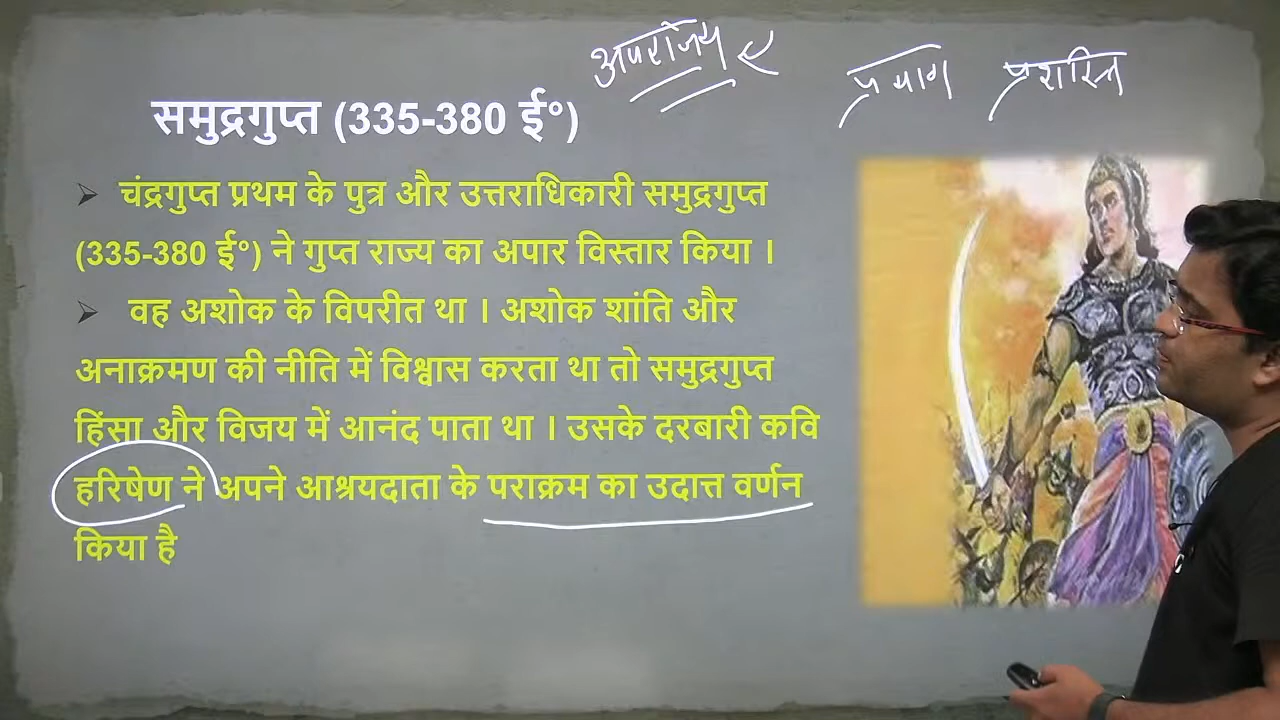 अपराजेय
प्रयाग प्रशस्ति
समुद्रगुप्त (335-380 ई°)
➢ चंद्रगुप्त प्रथम के पुत्र और उत्तराधिकारी समुद्रगुप्त
(335-380 ई°) ने गुप्त राज्य का अपार विस्तार किया ।
➢ वह अशोक के विपरीत था । अशोक शांति और
अनाक्रमण की नीति में विश्वास करता था तो समुद्रगुप्त
हिंसा और विजय में आनंद पाता था । उसके दरबारी कवि
हरिषेण ने अपने आश्रयदाता के पराक्रम का उदात्त वर्णन
किया है